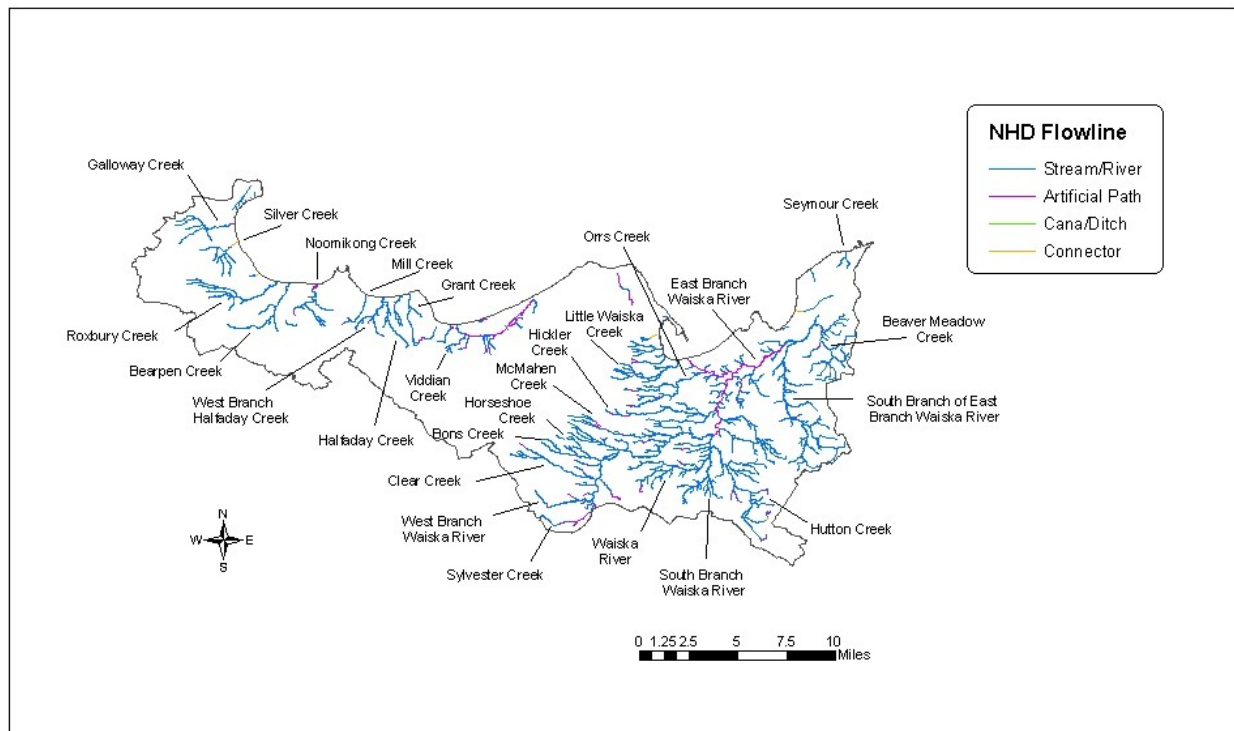 NHD Flowline
Stream/River
Artificial Path
Cana/Ditch
Connector
Galloway Creek
Silver Creek
Noomikong Creek
Mill Creek
Grant Creek
Seymour Creek
Orrs Creek
East Branch
Waiska River
Little Waiska
Creek
Hickler
Creek
McMahen
Creek
Horseshoe
Creek
Bons Creek
Clear Creek
Beaver Meadow
Creek
South Branch of East
Branch Waiska River
Roxbury Creek
Bearpen Creek
West Branch
Halfaday Creek
Halfaday Creek
Viddian
Creek
West Branch
Waiska River
Sylvester Creek
Waiska
River
South Branch
Waiska River
Hutton Creek
N
W E
S
0 1.25 2.5 5 7.5 10
Miles